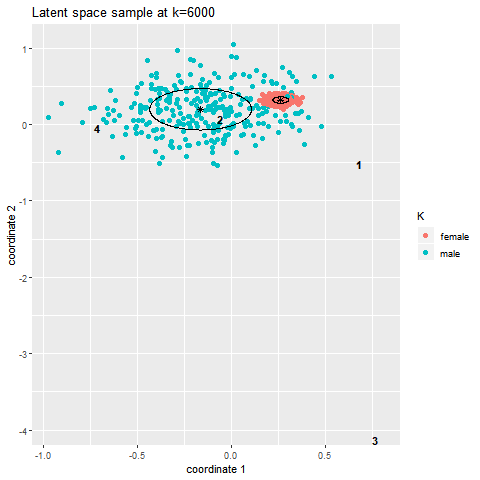 Latent space sample at k=6000
coordinate 2
1
0
-1
-2
-3
-4
4
2
1
3
-1.0
-0.5
0.0
0.5
coordinate 1
K
female
male